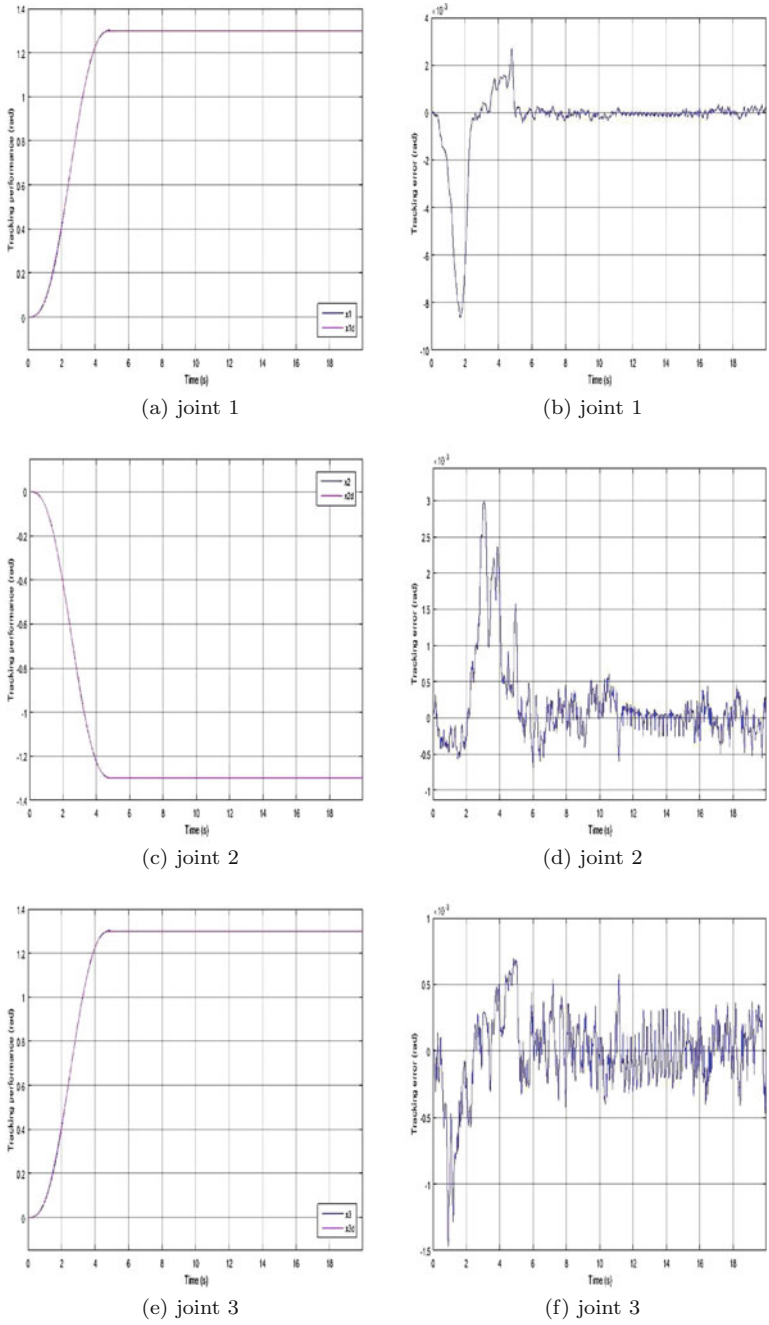 1.4
1.2
1
0.8
0.6
0.4
0.2
0
Tracking performance (rad)
x1
x1d
0 2 4 6 8 10 12 14 16 18
Time (s)
(a) joint 1
×10⁻³
4
2
0
-2
-4
-6
-8
-10
Tracking error (rad)
0 2 4 6 8 10 12 14 16 18
Time (s)
(b) joint 1
0
-0.2
-0.4
-0.6
-0.8
-1
-1.2
-1.4
Tracking performance (rad)
x2
x2d
0 2 4 6 8 10 12 14 16 18
Time (s)
(c) joint 2
×10⁻³
3
2.5
2
1.5
1
0.5
0
-0.5
-1
Tracking error (rad)
0 2 4 6 8 10 12 14 16 18
Time (s)
(d) joint 2
1.4
1.2
1
0.8
0.6
0.4
0.2
0
Tracking performance (rad)
x3
x3d
0 2 4 6 8 10 12 14 16 18
Time (s)
(e) joint 3
×10⁻³
1
0.5
0
-0.5
-1
-1.5
Tracking error (rad)
0 2 4 6 8 10 12 14 16 18
Time (s)
(f) joint 3